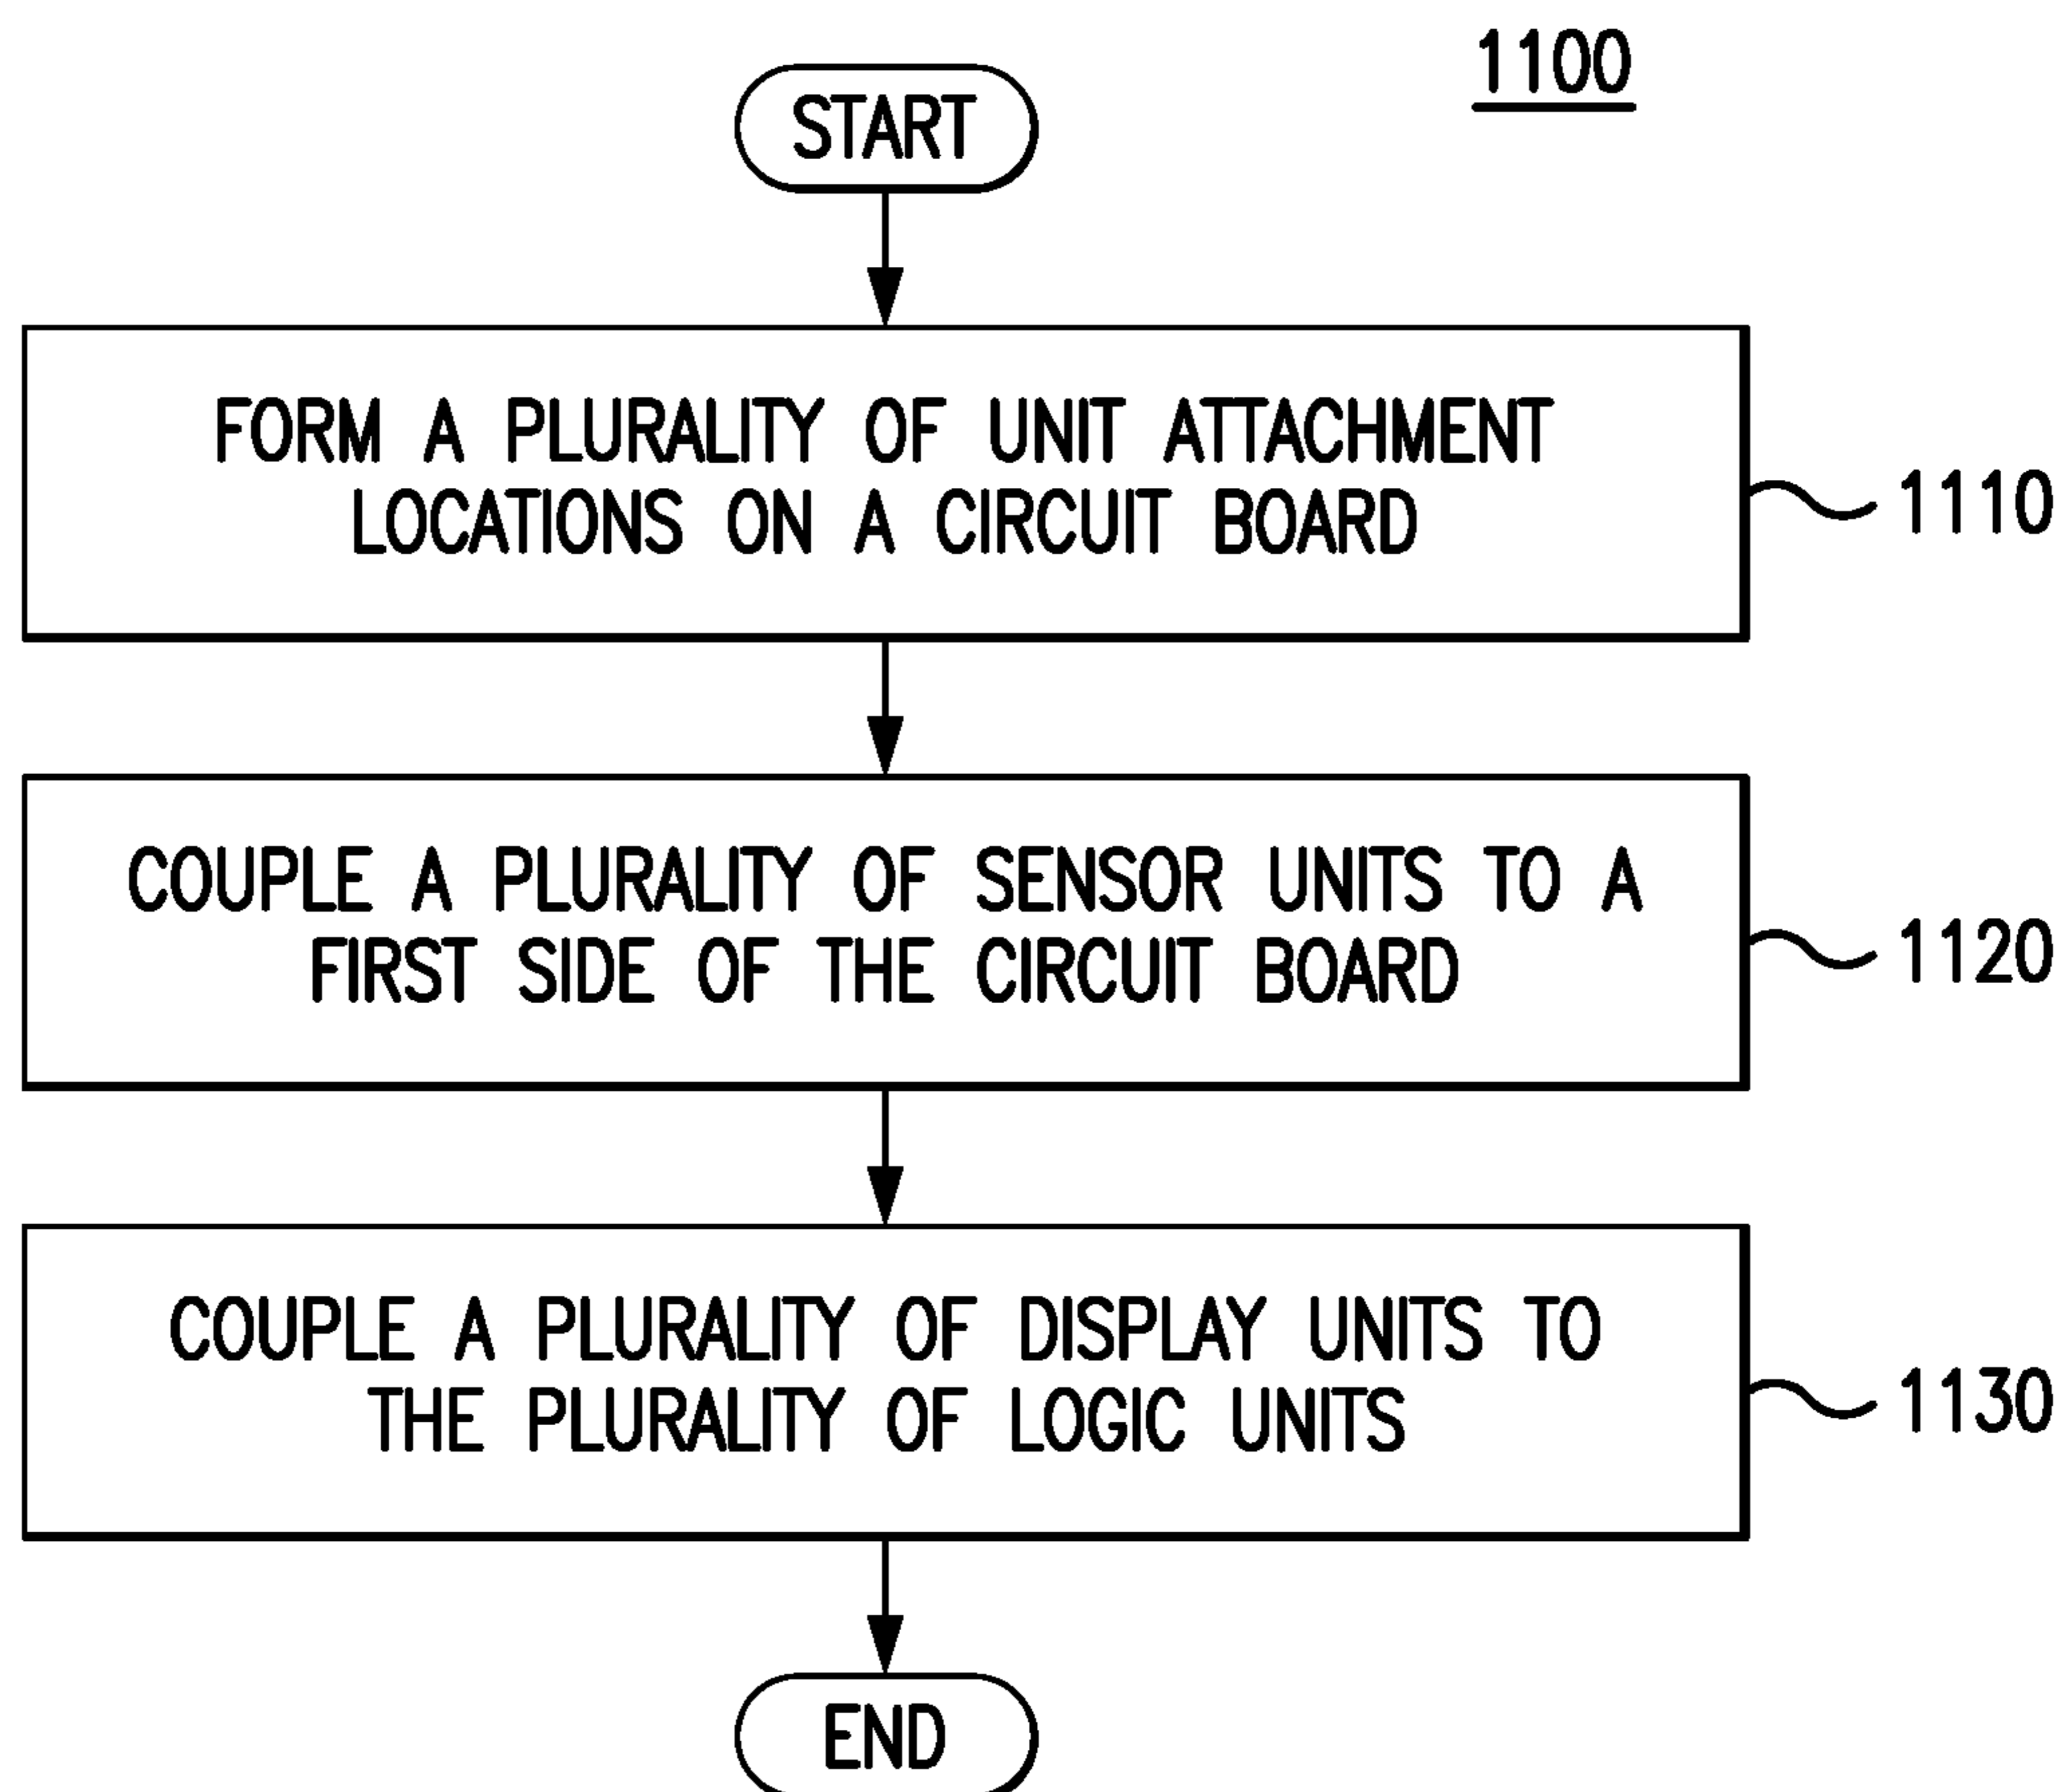 1100
START
FORM A PLURALITY OF UNIT ATTACHMENT
LOCATIONS ON A CIRCUIT BOARD
1110
COUPLE A PLURALITY OF SENSOR UNITS TO A
FIRST SIDE OF THE CIRCUIT BOARD
1120
COUPLE A PLURALITY OF DISPLAY UNITS TO
THE PLURALITY OF LOGIC UNITS
1130
END